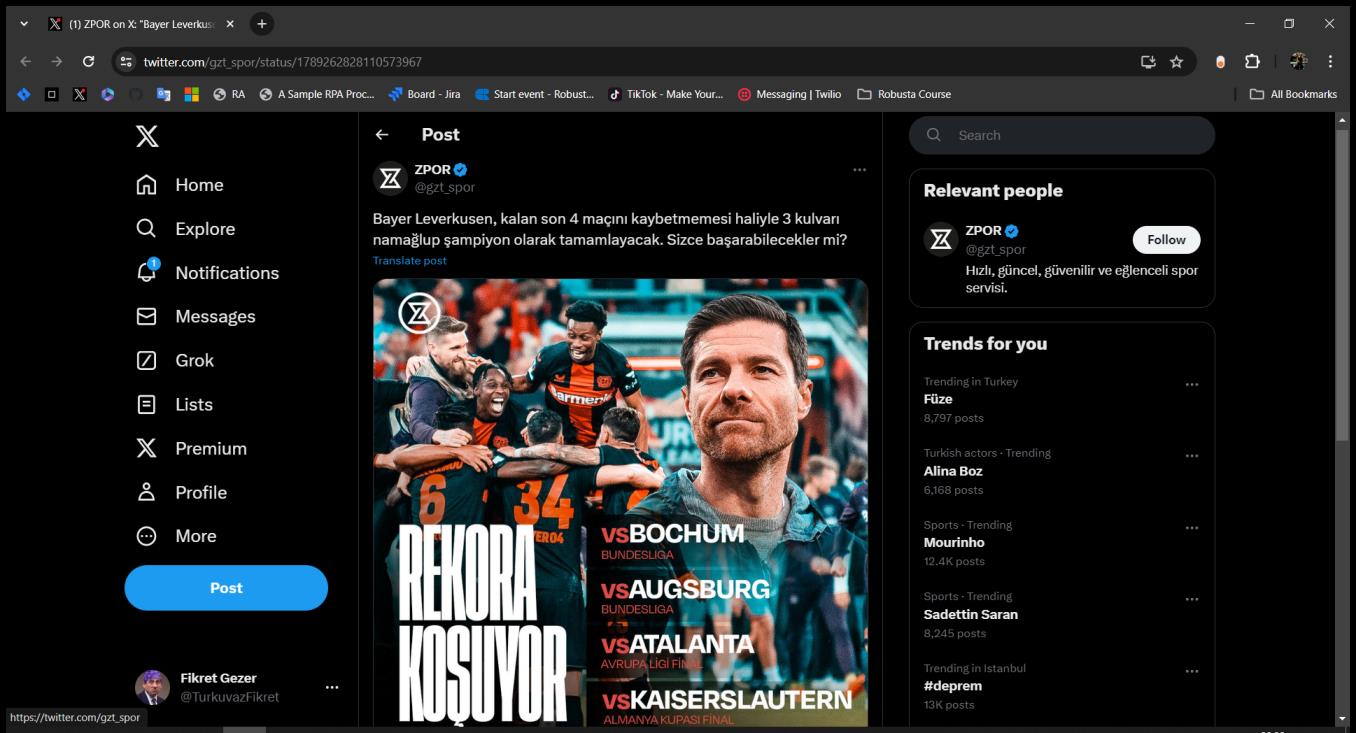 (1) ZPOR on X: "Bayer Leverkus
twitter.com/gzt_spor/status/1789262828110573967
RA
A Sample RPA Proc...
Board - Jira
Start event - Robust...
TikTok - Make Your...
Messaging | Twilio
Robusta Course
All Bookmarks
Home
Explore
1
Notifications
Messages
Grok
Lists
Premium
Profile
More
Post
Fikret Gezer
@TurkuvazFikret
https://twitter.com/gzt_spor
Post
ZPOR
@gzt_spor
Bayer Leverkusen, kalan son 4 maçını kaybetmemesi haliyle 3 kulvarı
namağlup şampiyon olarak tamamlayacak. Sizce başarabilecekler mi?
Translate post
Barmenia
6
34
REKORA
KOŞUYOR
VSBOCHUM
BUNDESLIGA
VSAUGSBURG
BUNDESLIGA
VSATALANTA
AVRUPA LİGİ FİNAL
VSKAISERSLAUTERN
ALMANYA KUPASI FİNAL
Search
Relevant people
ZPOR
@gzt_spor
Follow
Hızlı, güncel, güvenilir ve eğlenceli spor
servisi.
Trends for you
Trending in Turkey
Füze
8,797 posts
Turkish actors · Trending
Alina Boz
6,168 posts
Sports · Trending
Mourinho
12.4K posts
Sports · Trending
Sadettin Saran
8,245 posts
Trending in Istanbul
#deprem
13K posts